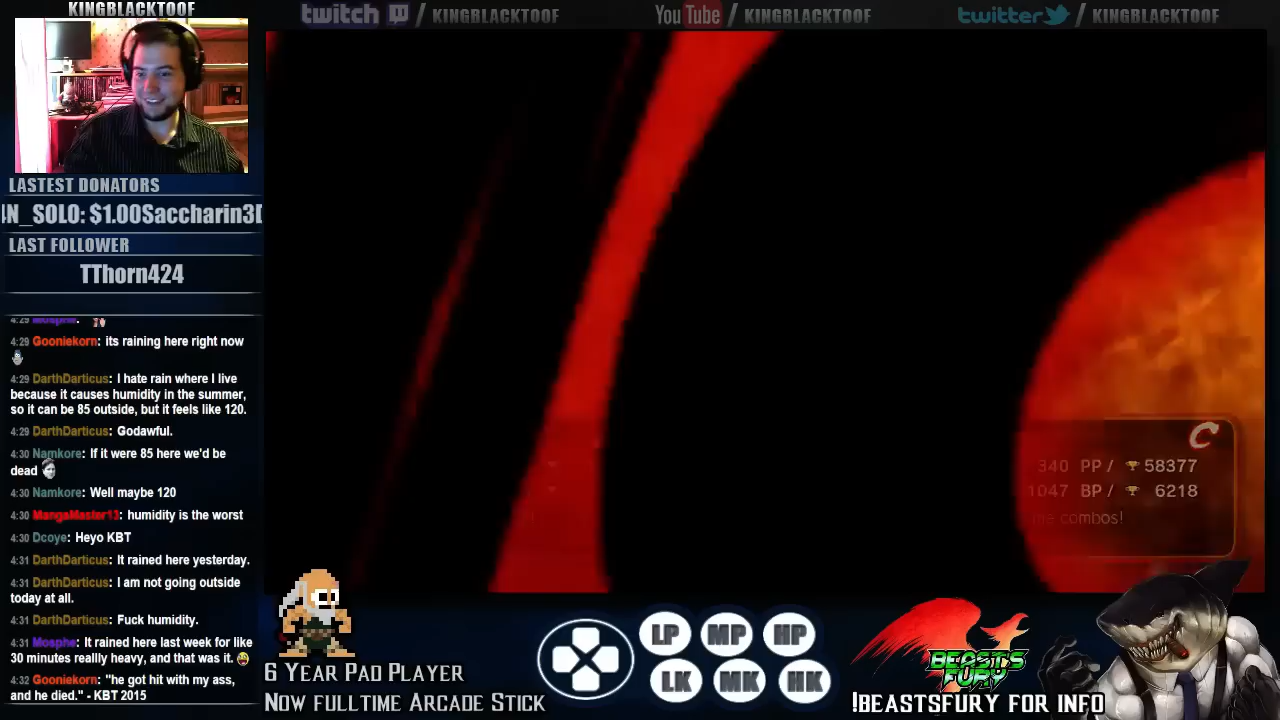 KINGBLACKTOOF
twitch / KINGBLACKTOOF
YouTube / KINGBLACKTOOF
twitter / KINGBLACKTOOF
LASTEST DONATORS
4N_SOLO: $1.00Saccharin3D
LAST FOLLOWER
TThorn424
4:29 Mosphe:
4:29 Gooniekorn: its raining here right now
4:29 DarthDarticus: I hate rain where I live
because it causes humidity in the summer,
so it can be 85 outside, but it feels like 120.
4:29 DarthDarticus: Godawful.
4:30 Namkore: If it were 85 here we'd be
dead
4:30 Namkore: Well maybe 120
4:30 MangaMaster13: humidity is the worst
4:30 Dcoye: Heyo KBT
4:31 DarthDarticus: It rained here yesterday.
4:31 DarthDarticus: I am not going outside
today at all.
4:31 DarthDarticus: Fuck humidity.
4:31 Mosphe: It rained here last week for like
30 minutes reallly heavy, and that was it.
4:32 Gooniekorn: "he got hit with my ass,
and he died." - KBT 2015
C
340 PP / 58377
1047 BP / 6218
combos!
6 YEAR PAD PLAYER
NOW FULLTIME ARCADE STICK
LP MP HP
LK MK HK
BEAST'S
FURY
!BEASTSFURY FOR INFO